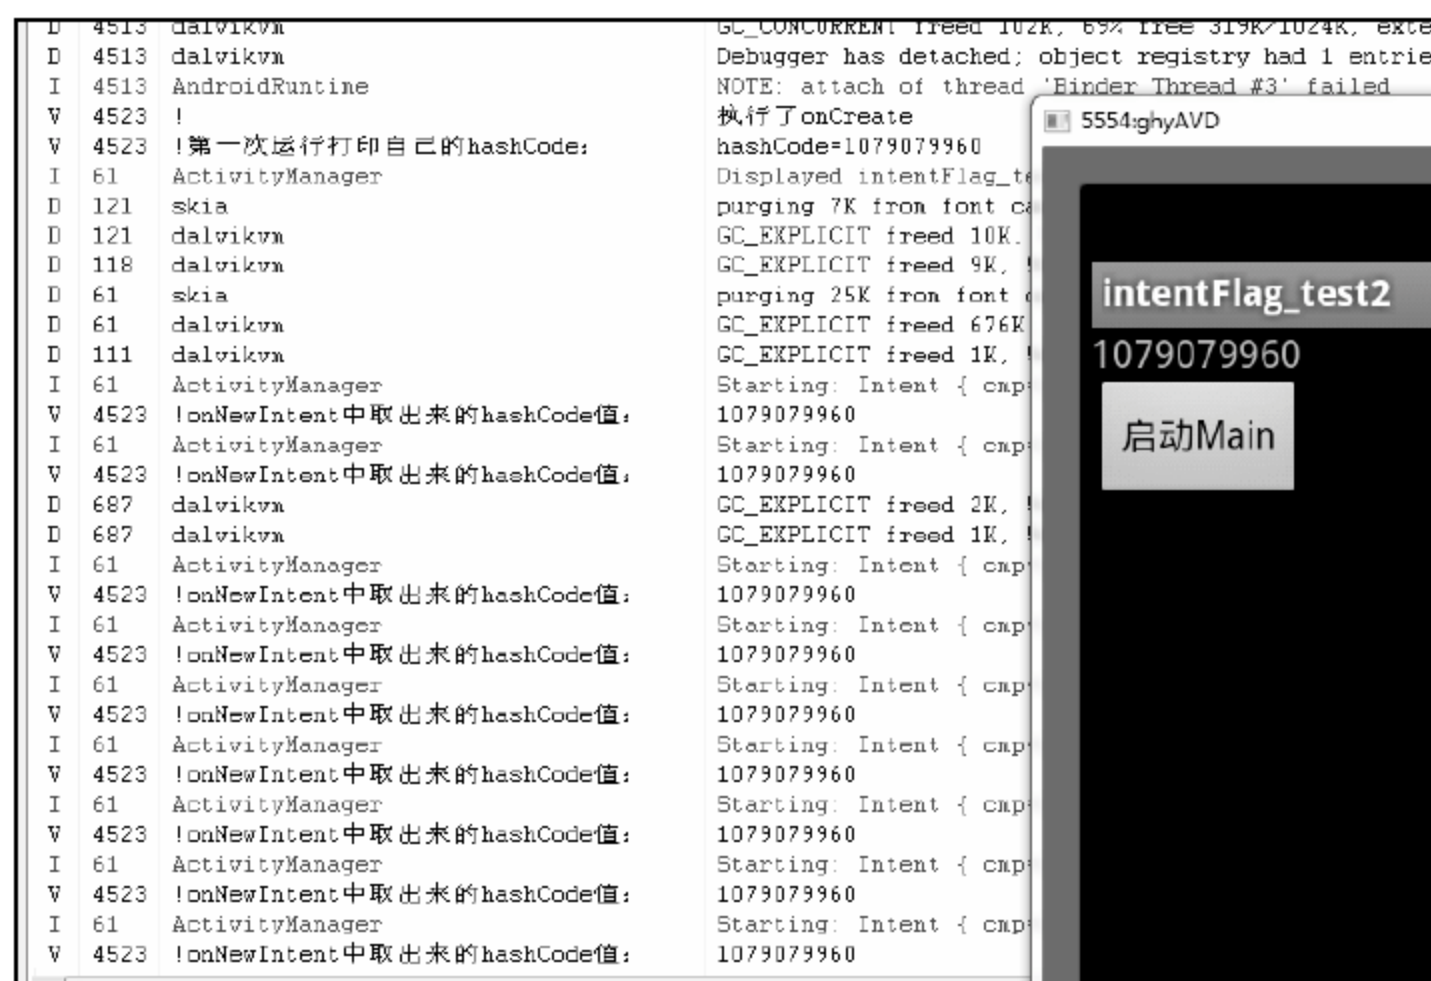 D 4513 dalvikvm GC_CONCURRENT freed 102K, 69% free 319K/1024K, exte
D 4513 dalvikvm Debugger has detached; object registry had 1 entrie
I 4513 AndroidRuntime NOTE: attach of thread 'Binder Thread #3' failed
V 4523 ! 执行了onCreate
V 4523 !第一次运行打印自己的hashCode: hashCode=1079079960
I 61 ActivityManager Displayed intentFlag_te
D 121 skia purging 7K from font ca
D 121 dalvikvm GC_EXPLICIT freed 10K,
D 118 dalvikvm GC_EXPLICIT freed 9K,
D 61 skia purging 25K from font
D 61 dalvikvm GC_EXPLICIT freed 676K
D 111 dalvikvm GC_EXPLICIT freed 1K,
I 61 ActivityManager Starting: Intent { cmp
V 4523 !onNewIntent中取出来的hashCode值: 1079079960
I 61 ActivityManager Starting: Intent { cmp
V 4523 !onNewIntent中取出来的hashCode值: 1079079960
D 687 dalvikvm GC_EXPLICIT freed 2K,
D 687 dalvikvm GC_EXPLICIT freed 1K,
I 61 ActivityManager Starting: Intent { cmp
V 4523 !onNewIntent中取出来的hashCode值: 1079079960
I 61 ActivityManager Starting: Intent { cmp
V 4523 !onNewIntent中取出来的hashCode值: 1079079960
I 61 ActivityManager Starting: Intent { cmp
V 4523 !onNewIntent中取出来的hashCode值: 1079079960
I 61 ActivityManager Starting: Intent { cmp
V 4523 !onNewIntent中取出来的hashCode值: 1079079960
I 61 ActivityManager Starting: Intent { cmp
V 4523 !onNewIntent中取出来的hashCode值: 1079079960
I 61 ActivityManager Starting: Intent { cmp
V 4523 !onNewIntent中取出来的hashCode值: 1079079960
I 61 ActivityManager Starting: Intent { cmp
V 4523 !onNewIntent中取出来的hashCode值: 1079079960
5554:ghyAVD
intentFlag_test2
1079079960
启动Main